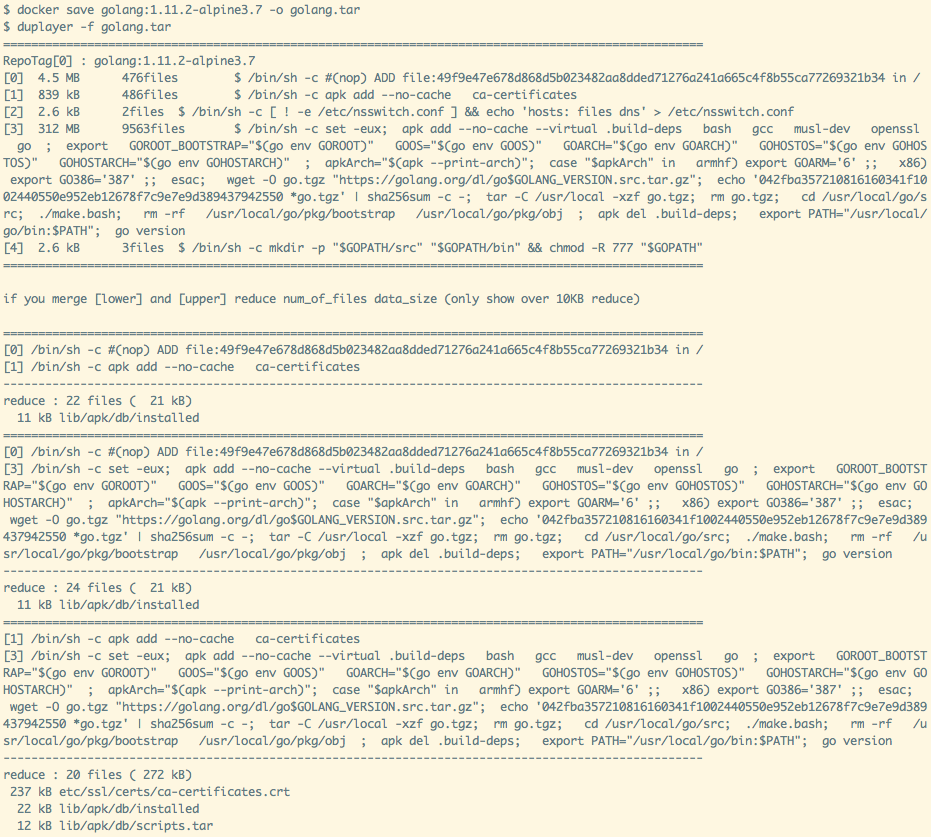 $ docker save golang:1.11.2-alpine3.7 -o golang.tar
$ duplayer -f golang.tar
====================================================================================================
RepoTag[0] : golang:1.11.2-alpine3.7
[0]  4.5 MB      476files        $ /bin/sh -c #(nop) ADD file:49f9e47e678d868d5b023482aa8dded71276a241a665c4f8b55ca77269321b34 in /
[1]  839 kB      486files        $ /bin/sh -c apk add --no-cache   ca-certificates
[2]  2.6 kB        2files  $ /bin/sh -c [ ! -e /etc/nsswitch.conf ] && echo 'hosts: files dns' > /etc/nsswitch.conf
[3]  312 MB      9563files        $ /bin/sh -c set -eux;  apk add --no-cache --virtual .build-deps   bash   gcc   musl-dev   openssl
  go  ;  export   GOROOT_BOOTSTRAP="$(go env GOROOT)"   GOOS="$(go env GOOS)"   GOARCH="$(go env GOARCH)"   GOHOSTOS="$(go env GOHOS
TOS)"   GOHOSTARCH="$(go env GOHOSTARCH)"  ;  apkArch="$(apk --print-arch)";  case "$apkArch" in   armhf) export GOARM='6' ;;   x86)
 export GO386='387' ;;  esac;   wget -O go.tgz "https://golang.org/dl/go$GOLANG_VERSION.src.tar.gz";  echo '042fba357210816160341f10
02440550e952eb12678f7c9e7e9d389437942550 *go.tgz' | sha256sum -c -;  tar -C /usr/local -xzf go.tgz;  rm go.tgz;   cd /usr/local/go/s
rc;  ./make.bash;   rm -rf   /usr/local/go/pkg/bootstrap   /usr/local/go/pkg/obj  ;  apk del .build-deps;   export PATH="/usr/local/
go/bin:$PATH";  go version
[4]  2.6 kB        3files  $ /bin/sh -c mkdir -p "$GOPATH/src" "$GOPATH/bin" && chmod -R 777 "$GOPATH"
====================================================================================================
if you merge [lower] and [upper] reduce num_of_files data_size (only show over 10KB reduce)
====================================================================================================
[0] /bin/sh -c #(nop) ADD file:49f9e47e678d868d5b023482aa8dded71276a241a665c4f8b55ca77269321b34 in /
[1] /bin/sh -c apk add --no-cache   ca-certificates
----------------------------------------------------------------------------------------------------
reduce : 22 files (  21 kB)
  11 kB lib/apk/db/installed
====================================================================================================
[0] /bin/sh -c #(nop) ADD file:49f9e47e678d868d5b023482aa8dded71276a241a665c4f8b55ca77269321b34 in /
[3] /bin/sh -c set -eux;  apk add --no-cache --virtual .build-deps   bash   gcc   musl-dev   openssl   go  ;  export   GOROOT_BOOTST
RAP="$(go env GOROOT)"   GOOS="$(go env GOOS)"   GOARCH="$(go env GOARCH)"   GOHOSTOS="$(go env GOHOSTOS)"   GOHOSTARCH="$(go env GO
HOSTARCH)"  ;  apkArch="$(apk --print-arch)";  case "$apkArch" in   armhf) export GOARM='6' ;;   x86) export GO386='387' ;;  esac;
 wget -O go.tgz "https://golang.org/dl/go$GOLANG_VERSION.src.tar.gz";  echo '042fba357210816160341f1002440550e952eb12678f7c9e7e9d389
437942550 *go.tgz' | sha256sum -c -;  tar -C /usr/local -xzf go.tgz;  rm go.tgz;   cd /usr/local/go/src;  ./make.bash;   rm -rf   /u
sr/local/go/pkg/bootstrap   /usr/local/go/pkg/obj  ;  apk del .build-deps;   export PATH="/usr/local/go/bin:$PATH";  go version
----------------------------------------------------------------------------------------------------
reduce : 24 files (  21 kB)
  11 kB lib/apk/db/installed
====================================================================================================
[1] /bin/sh -c apk add --no-cache   ca-certificates
[3] /bin/sh -c set -eux;  apk add --no-cache --virtual .build-deps   bash   gcc   musl-dev   openssl   go  ;  export   GOROOT_BOOTST
RAP="$(go env GOROOT)"   GOOS="$(go env GOOS)"   GOARCH="$(go env GOARCH)"   GOHOSTOS="$(go env GOHOSTOS)"   GOHOSTARCH="$(go env GO
HOSTARCH)"  ;  apkArch="$(apk --print-arch)";  case "$apkArch" in   armhf) export GOARM='6' ;;   x86) export GO386='387' ;;  esac;
 wget -O go.tgz "https://golang.org/dl/go$GOLANG_VERSION.src.tar.gz";  echo '042fba357210816160341f1002440550e952eb12678f7c9e7e9d389
437942550 *go.tgz' | sha256sum -c -;  tar -C /usr/local -xzf go.tgz;  rm go.tgz;   cd /usr/local/go/src;  ./make.bash;   rm -rf   /u
sr/local/go/pkg/bootstrap   /usr/local/go/pkg/obj  ;  apk del .build-deps;   export PATH="/usr/local/go/bin:$PATH";  go version
----------------------------------------------------------------------------------------------------
reduce : 20 files ( 272 kB)
 237 kB etc/ssl/certs/ca-certificates.crt
  22 kB lib/apk/db/installed
  12 kB lib/apk/db/scripts.tar